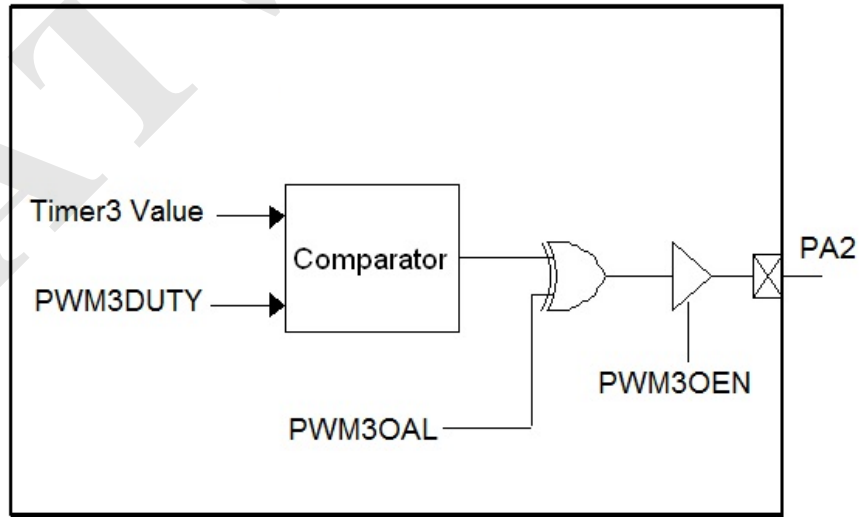 Timer3 Value
PWM3DUTY
Comparator
PA2
PWM3OEN
PWM3OAL